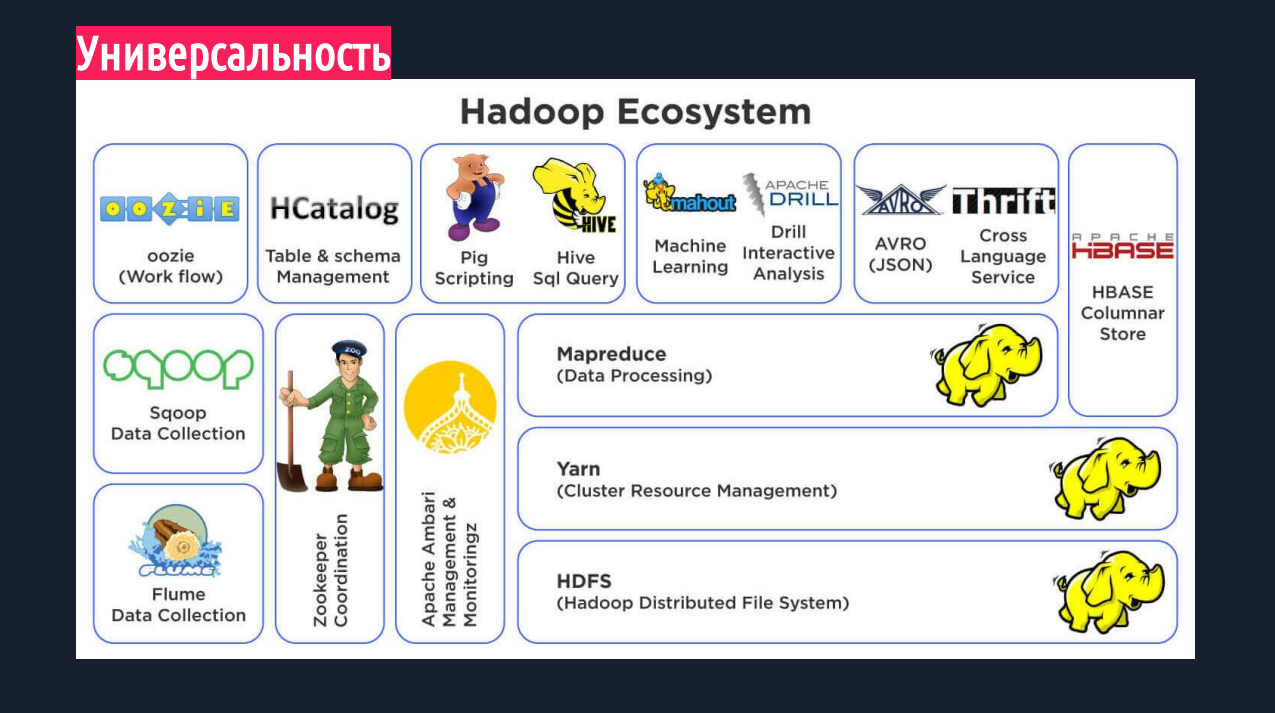 Универсальность
Hadoop Ecosystem
OOZiE
oozie
(Work flow)
HCatalog
Table & schema
Management
Pig
Scripting
HIVE
Hive
Sql Query
mahout
Machine
Learning
APACHE
DRILL
Drill
Interactive
Analysis
AVRO
AVRO
(JSON)
Thrift
Cross
Language
Service
APACHE
HBASE
HBASE
Columnar
Store
sqoop
Sqoop
Data Collection
ZOO
Zookeeper
Coordination
Apache Ambari
Management &
Monitoringz
Mapreduce
(Data Processing)
Yarn
(Cluster Resource Management)
HDFS
(Hadoop Distributed File System)
FLUME
Flume
Data Collection